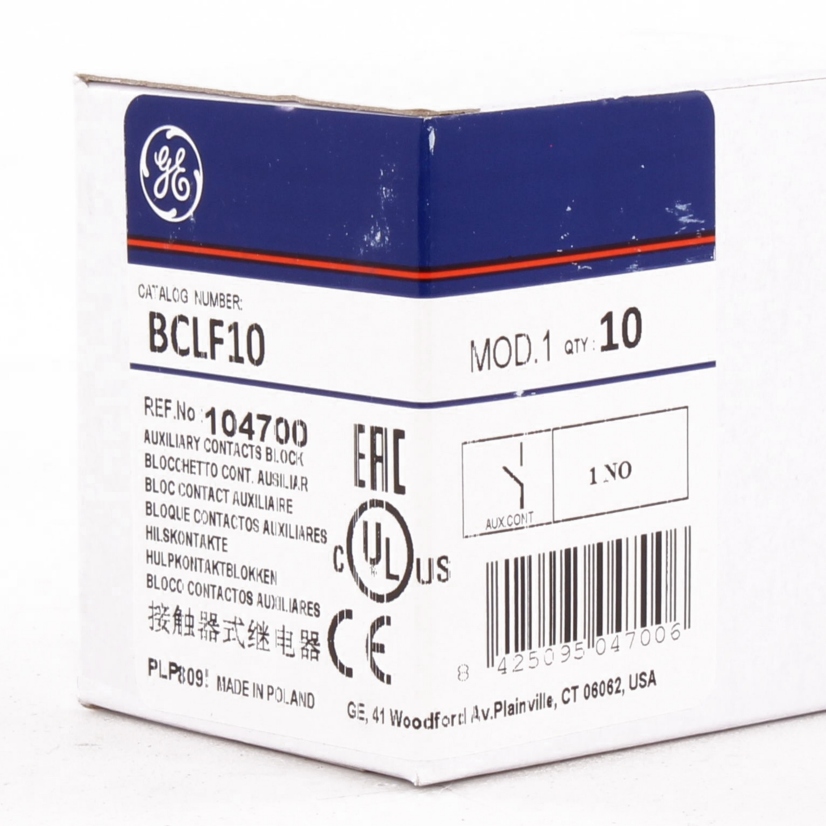 GE
CATALOG NUMBER:
BCLF10
MOD.1 QTY : 10
REF.No : 104700
AUXILIARY CONTACTS BLOCK
BLOCCHETTO CONT. AUSILIAR
BLOC CONTACT AUXILIAIRE
BLOQUE CONTACTOS AUXILIARES
HILSKONTAKTE
HULPKONTAKTBLOKKEN
BLOCO CONTACTOS AUXILIARES
接触器式继电器
MADE IN POLAND
EAC
C UL US
CE
AUX.CONT
1 NO
8 425095 047006
GE, 41 Woodford Av.Plainville, CT 06062, USA